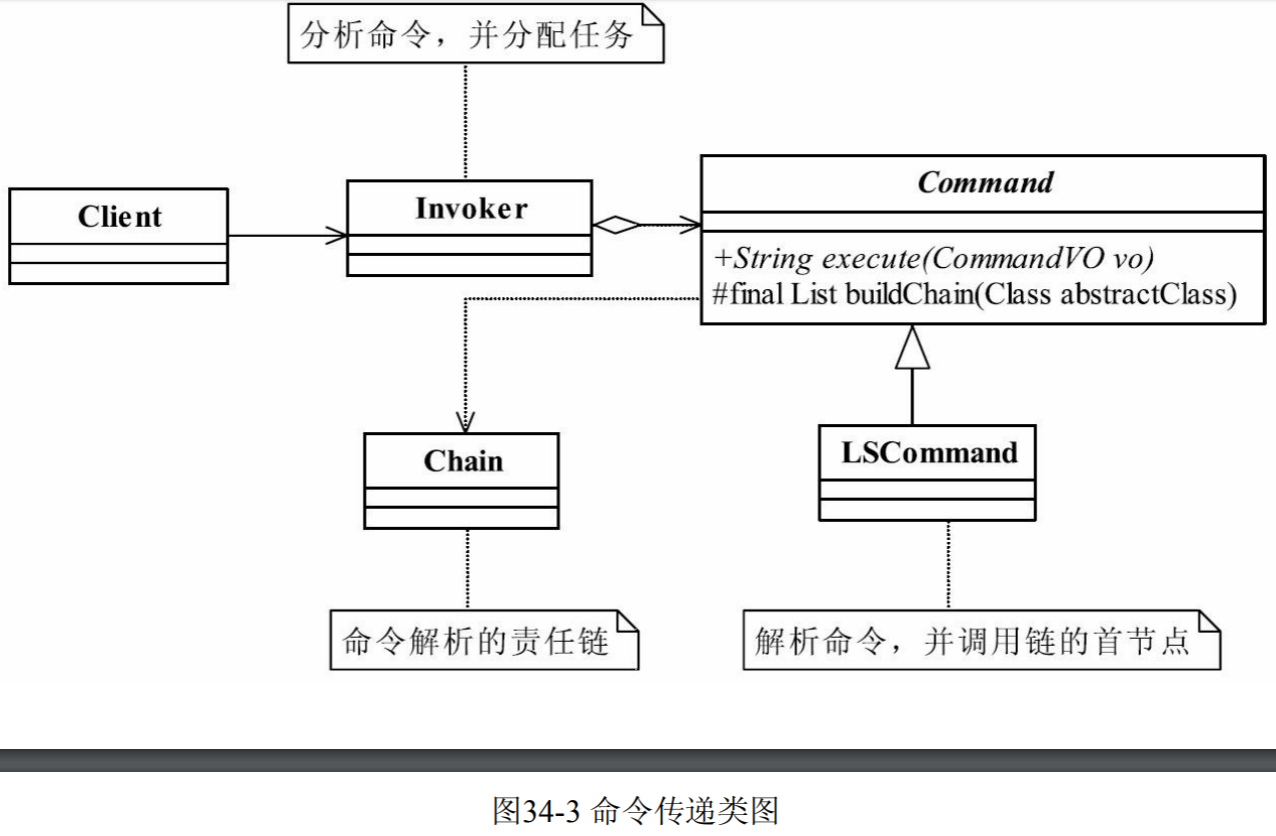 分析命令，并分配任务
Client
Invoker
Command
+String execute(CommandVO vo)
#final List buildChain(Class abstractClass)
Chain
LSCommand
命令解析的责任链
解析命令，并调用链的首节点
图34-3 命令传递类图